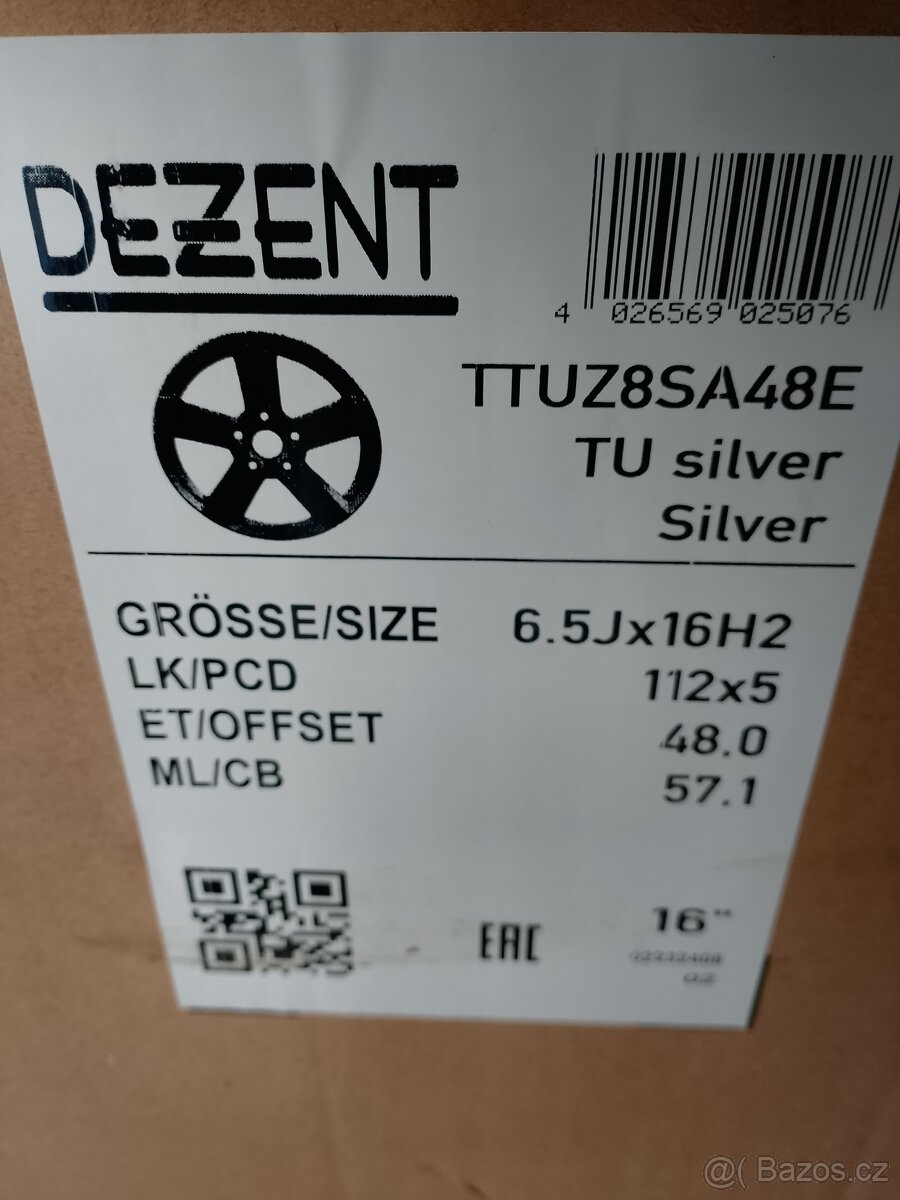 DEZENT
4 026569 025076
TTUZ8SA48E
TU silver
Silver
GRÖSSE/SIZE 6.5Jx16H2
LK/PCD 112x5
ET/OFFSET 48.0
ML/CB 57.1
EAC
16"
02
@( Bazos.cz